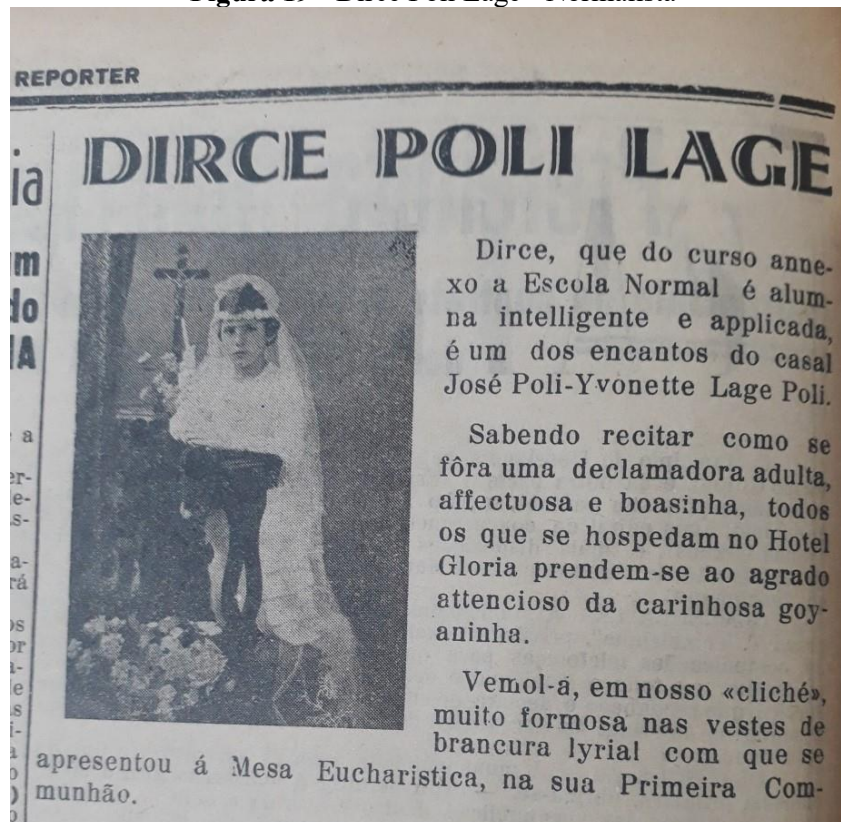 REPORTER
DIRCE POLI LAGE
Dirce, que do curso anne-
xo a Escola Normal é alum-
na intelligente e applicada,
é um dos encantos do casal
José Poli-Yvonette Lage Poli.
Sabendo recitar como se
fôra uma declamadora adulta,
affectuosa e boasinha, todos
os que se hospedam no Hotel
Gloria prendem-se ao agrado
attencioso da carinhosa goy-
aninha.
Vemol-a, em nosso «cliché»,
muito formosa nas vestes de
brancura lyrial com que se
apresentou á Mesa Eucharistica, na sua Primeira Com-
munhão.